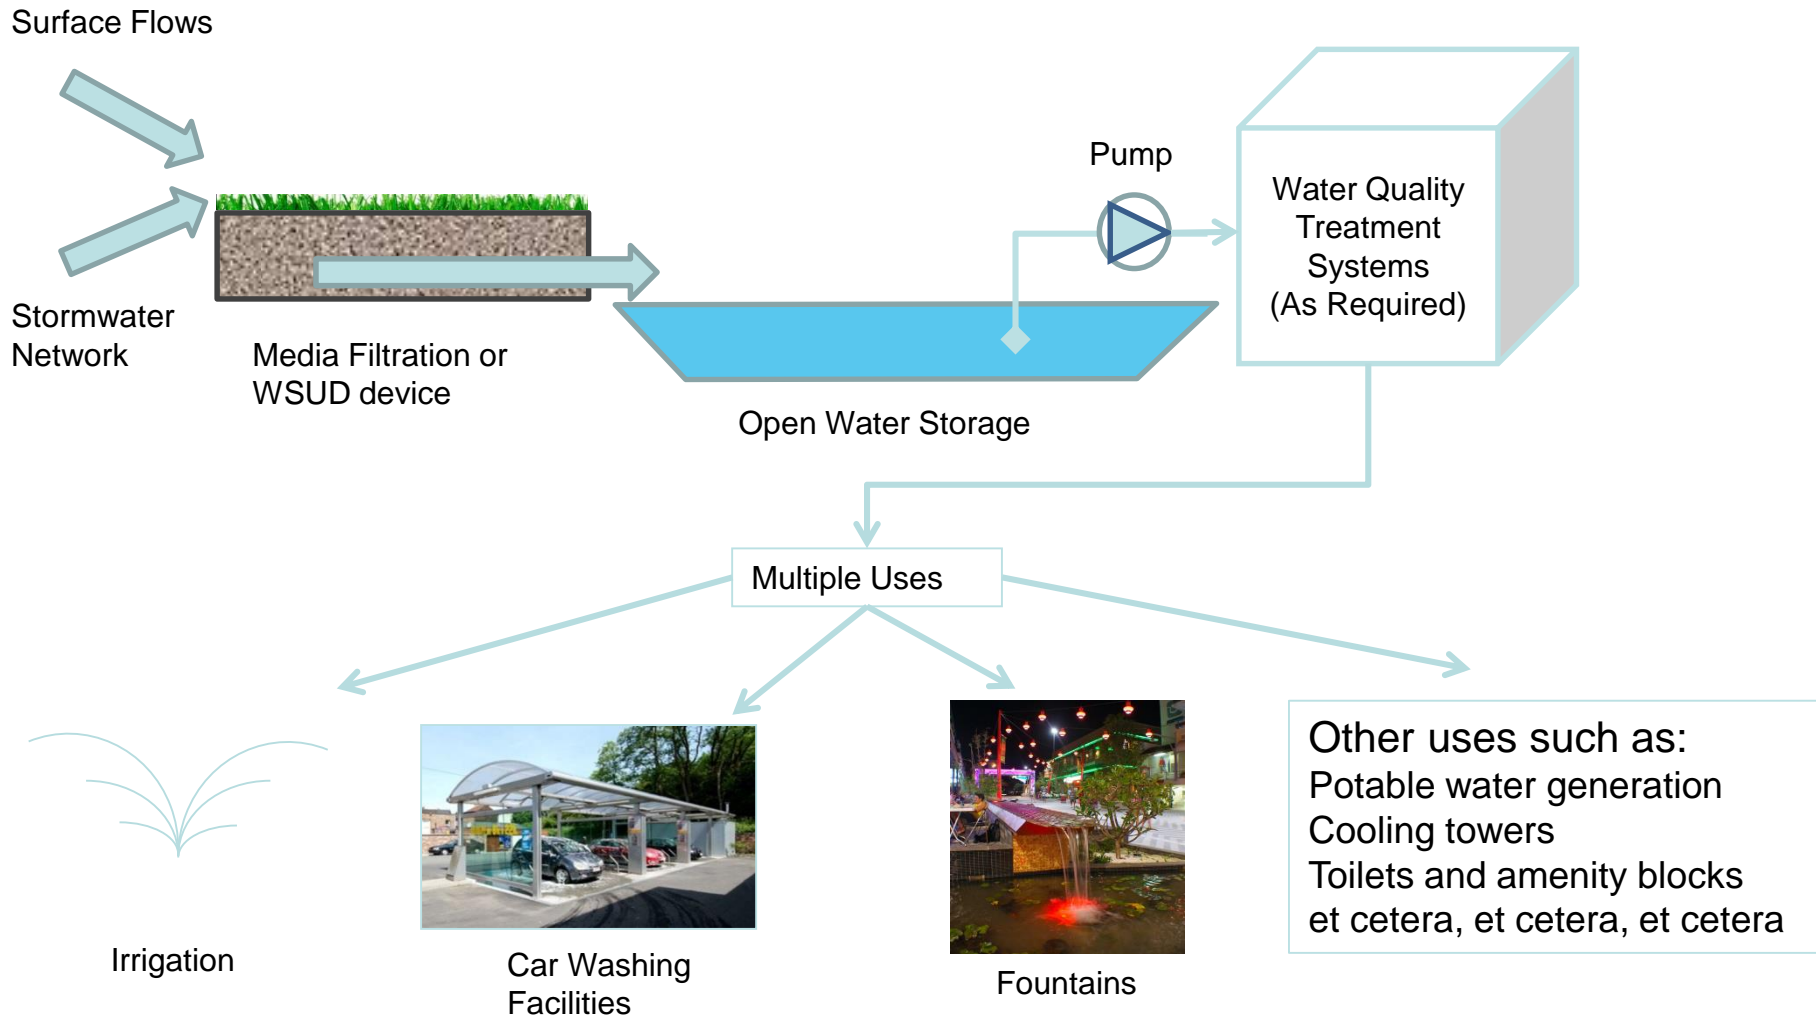 Surface Flows
Stormwater
Network
Media Filtration or
WSUD device
Open Water Storage
Pump
Water Quality
Treatment
Systems
(As Required)
Multiple Uses
Irrigation
Car Washing
Facilities
Fountains
Other uses such as:
Potable water generation
Cooling towers
Toilets and amenity blocks
et cetera, et cetera, et cetera